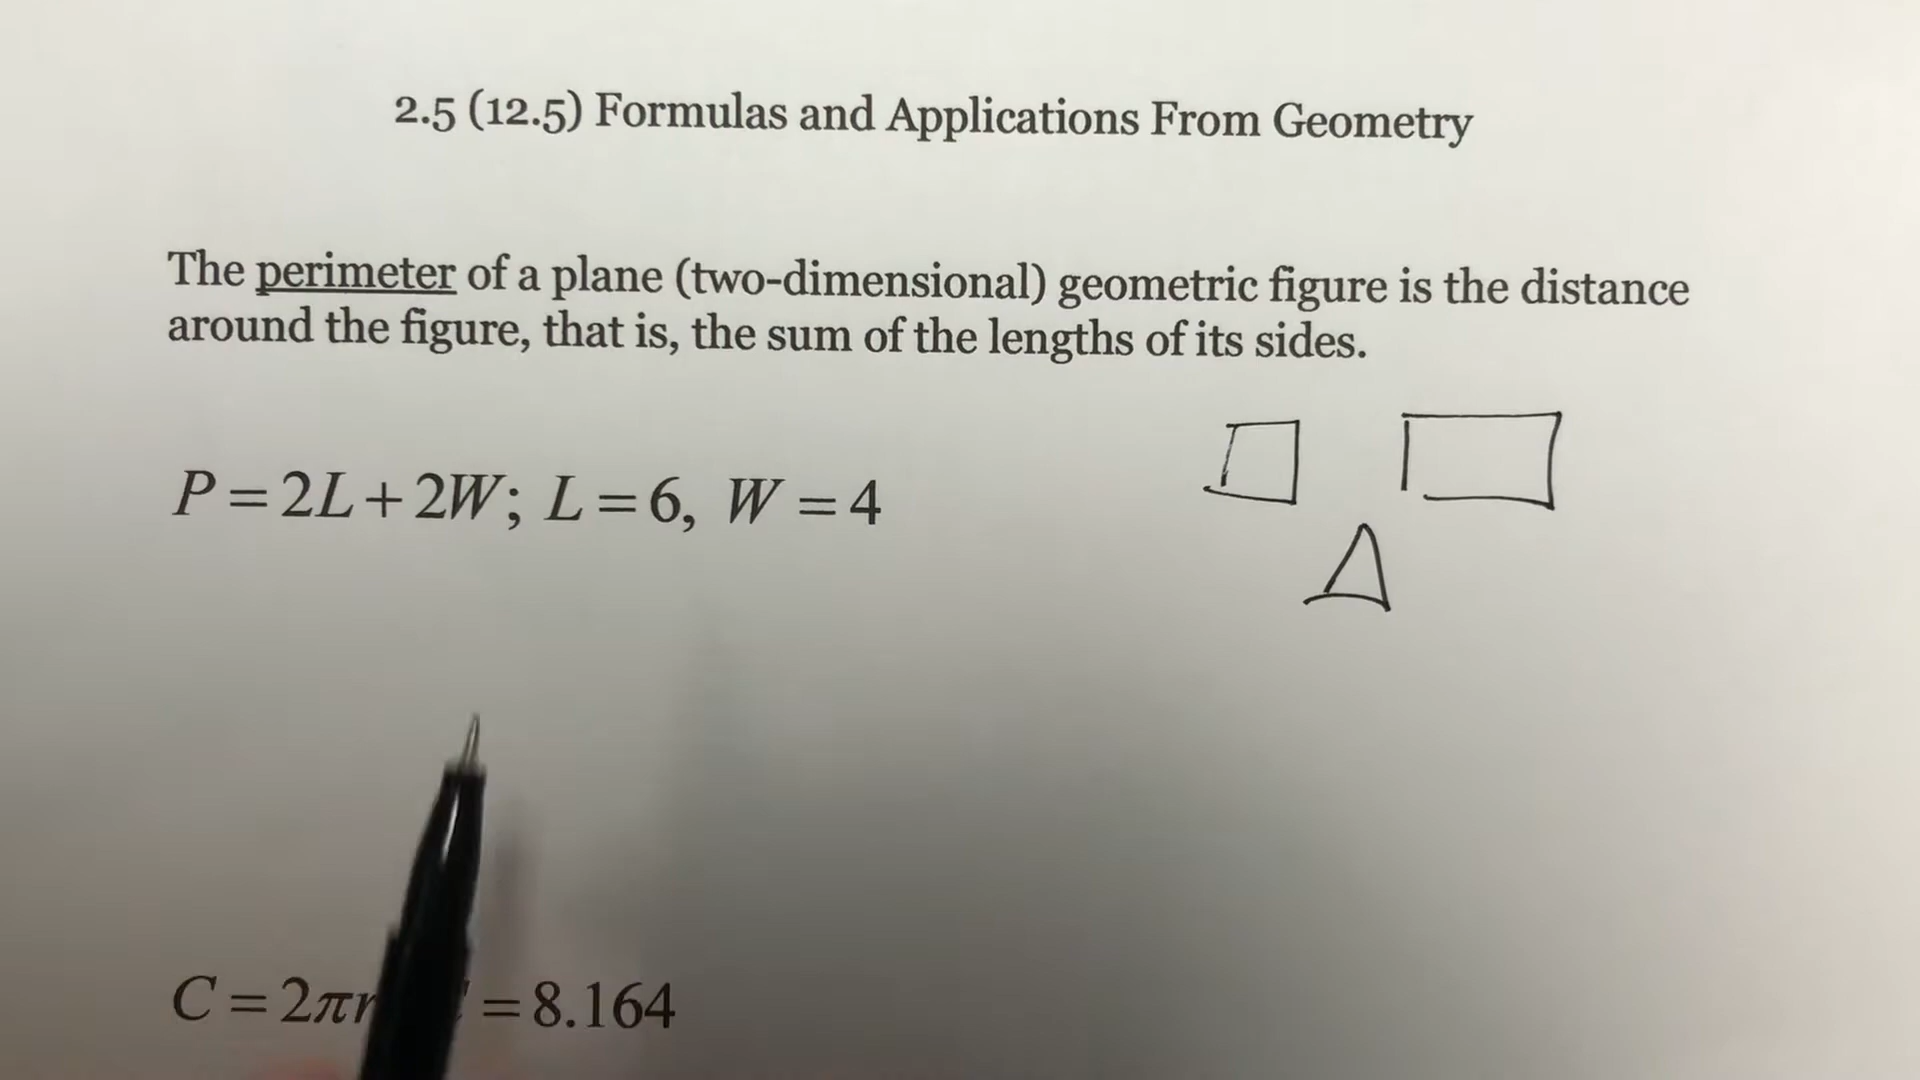 2.5 (12.5) Formulas and Applications From Geometry
The perimeter of a plane (two-dimensional) geometric figure is the distance
around the figure, that is, the sum of the lengths of its sides.
P = 2L + 2W; L = 6, W = 4
C = 2πr = 8.164